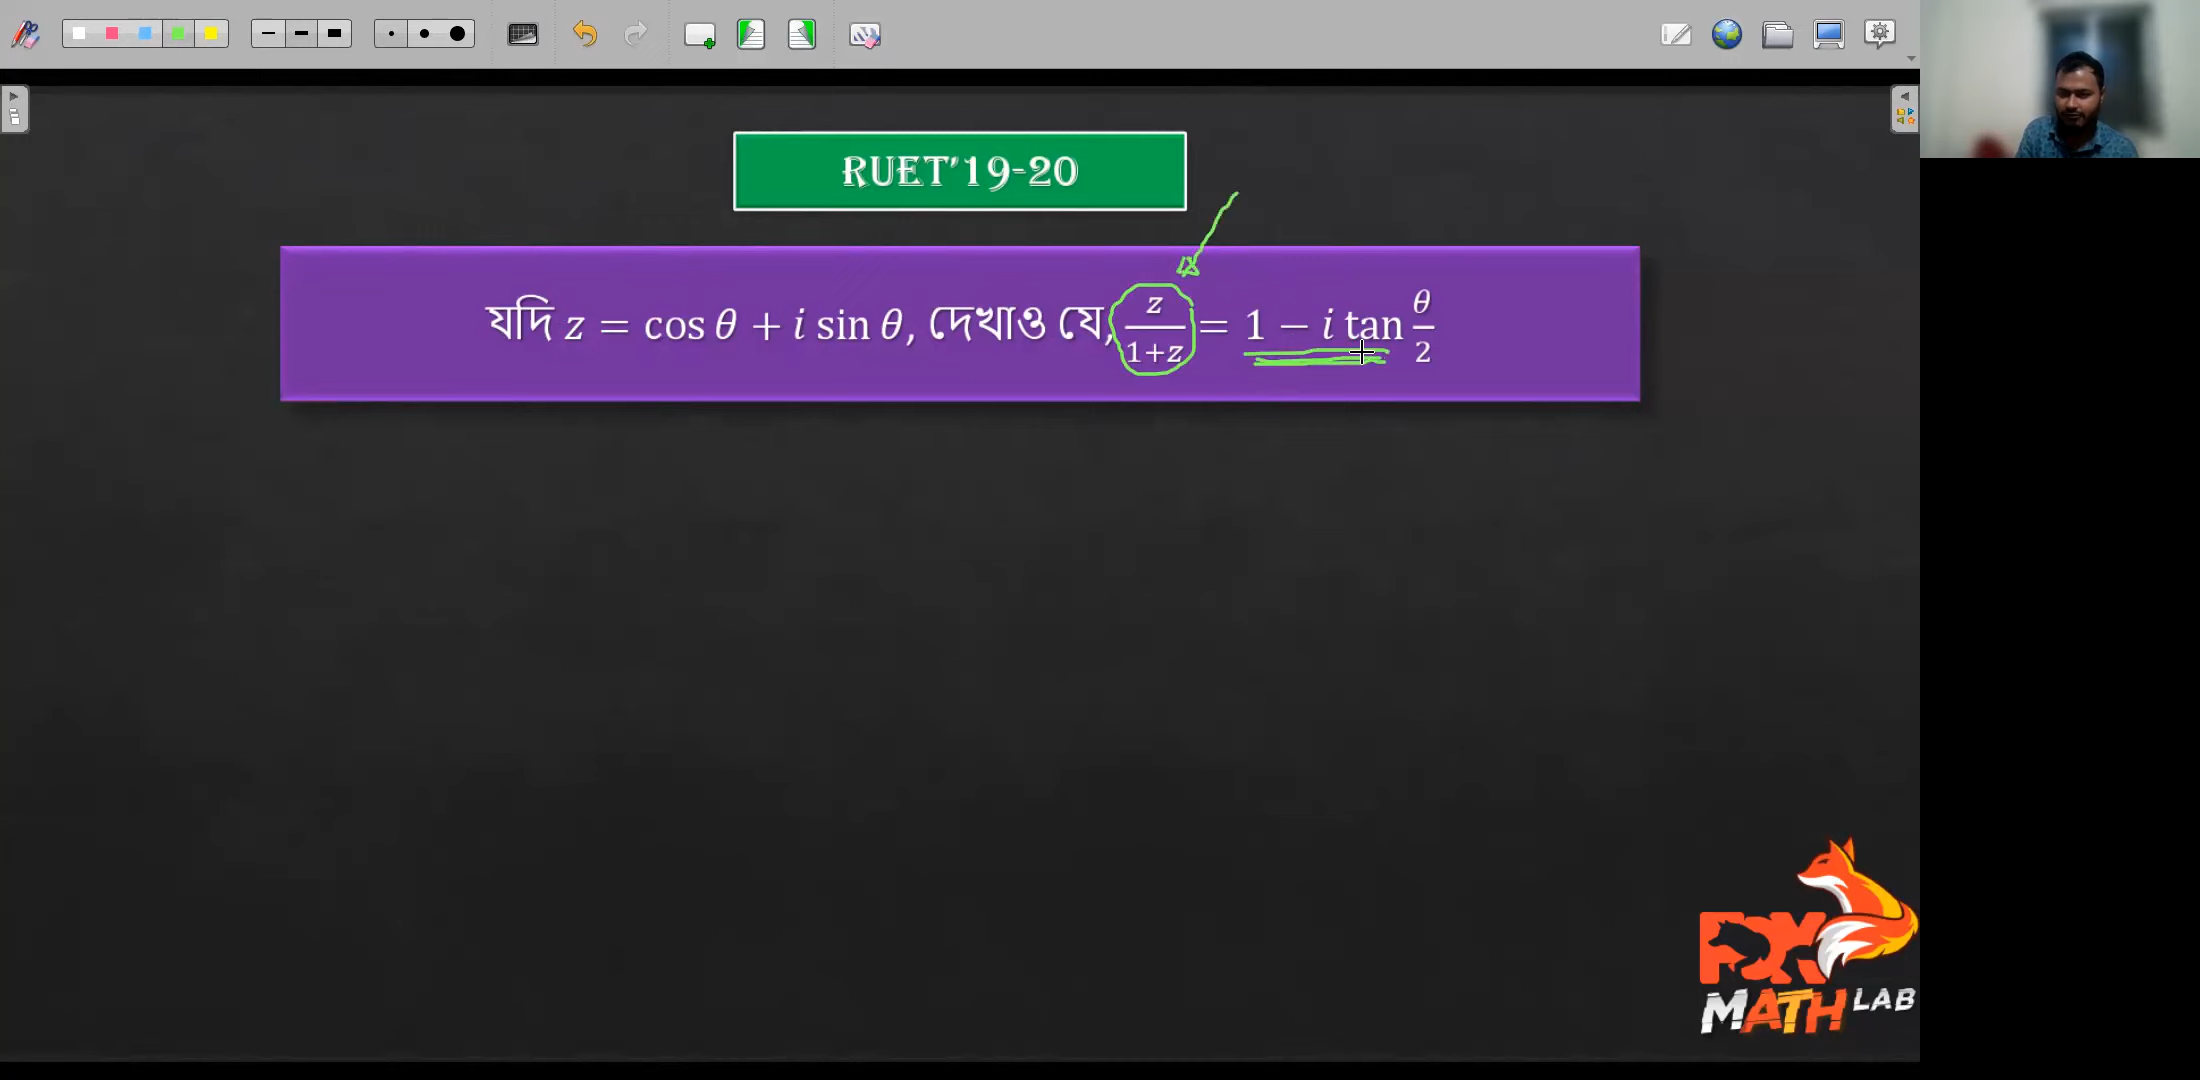 RUET'19-20
যদি z = cos θ + i sin θ, দেখাও যে, z/(1+z) = 1 − i tan θ/2
FOX
MATH LAB